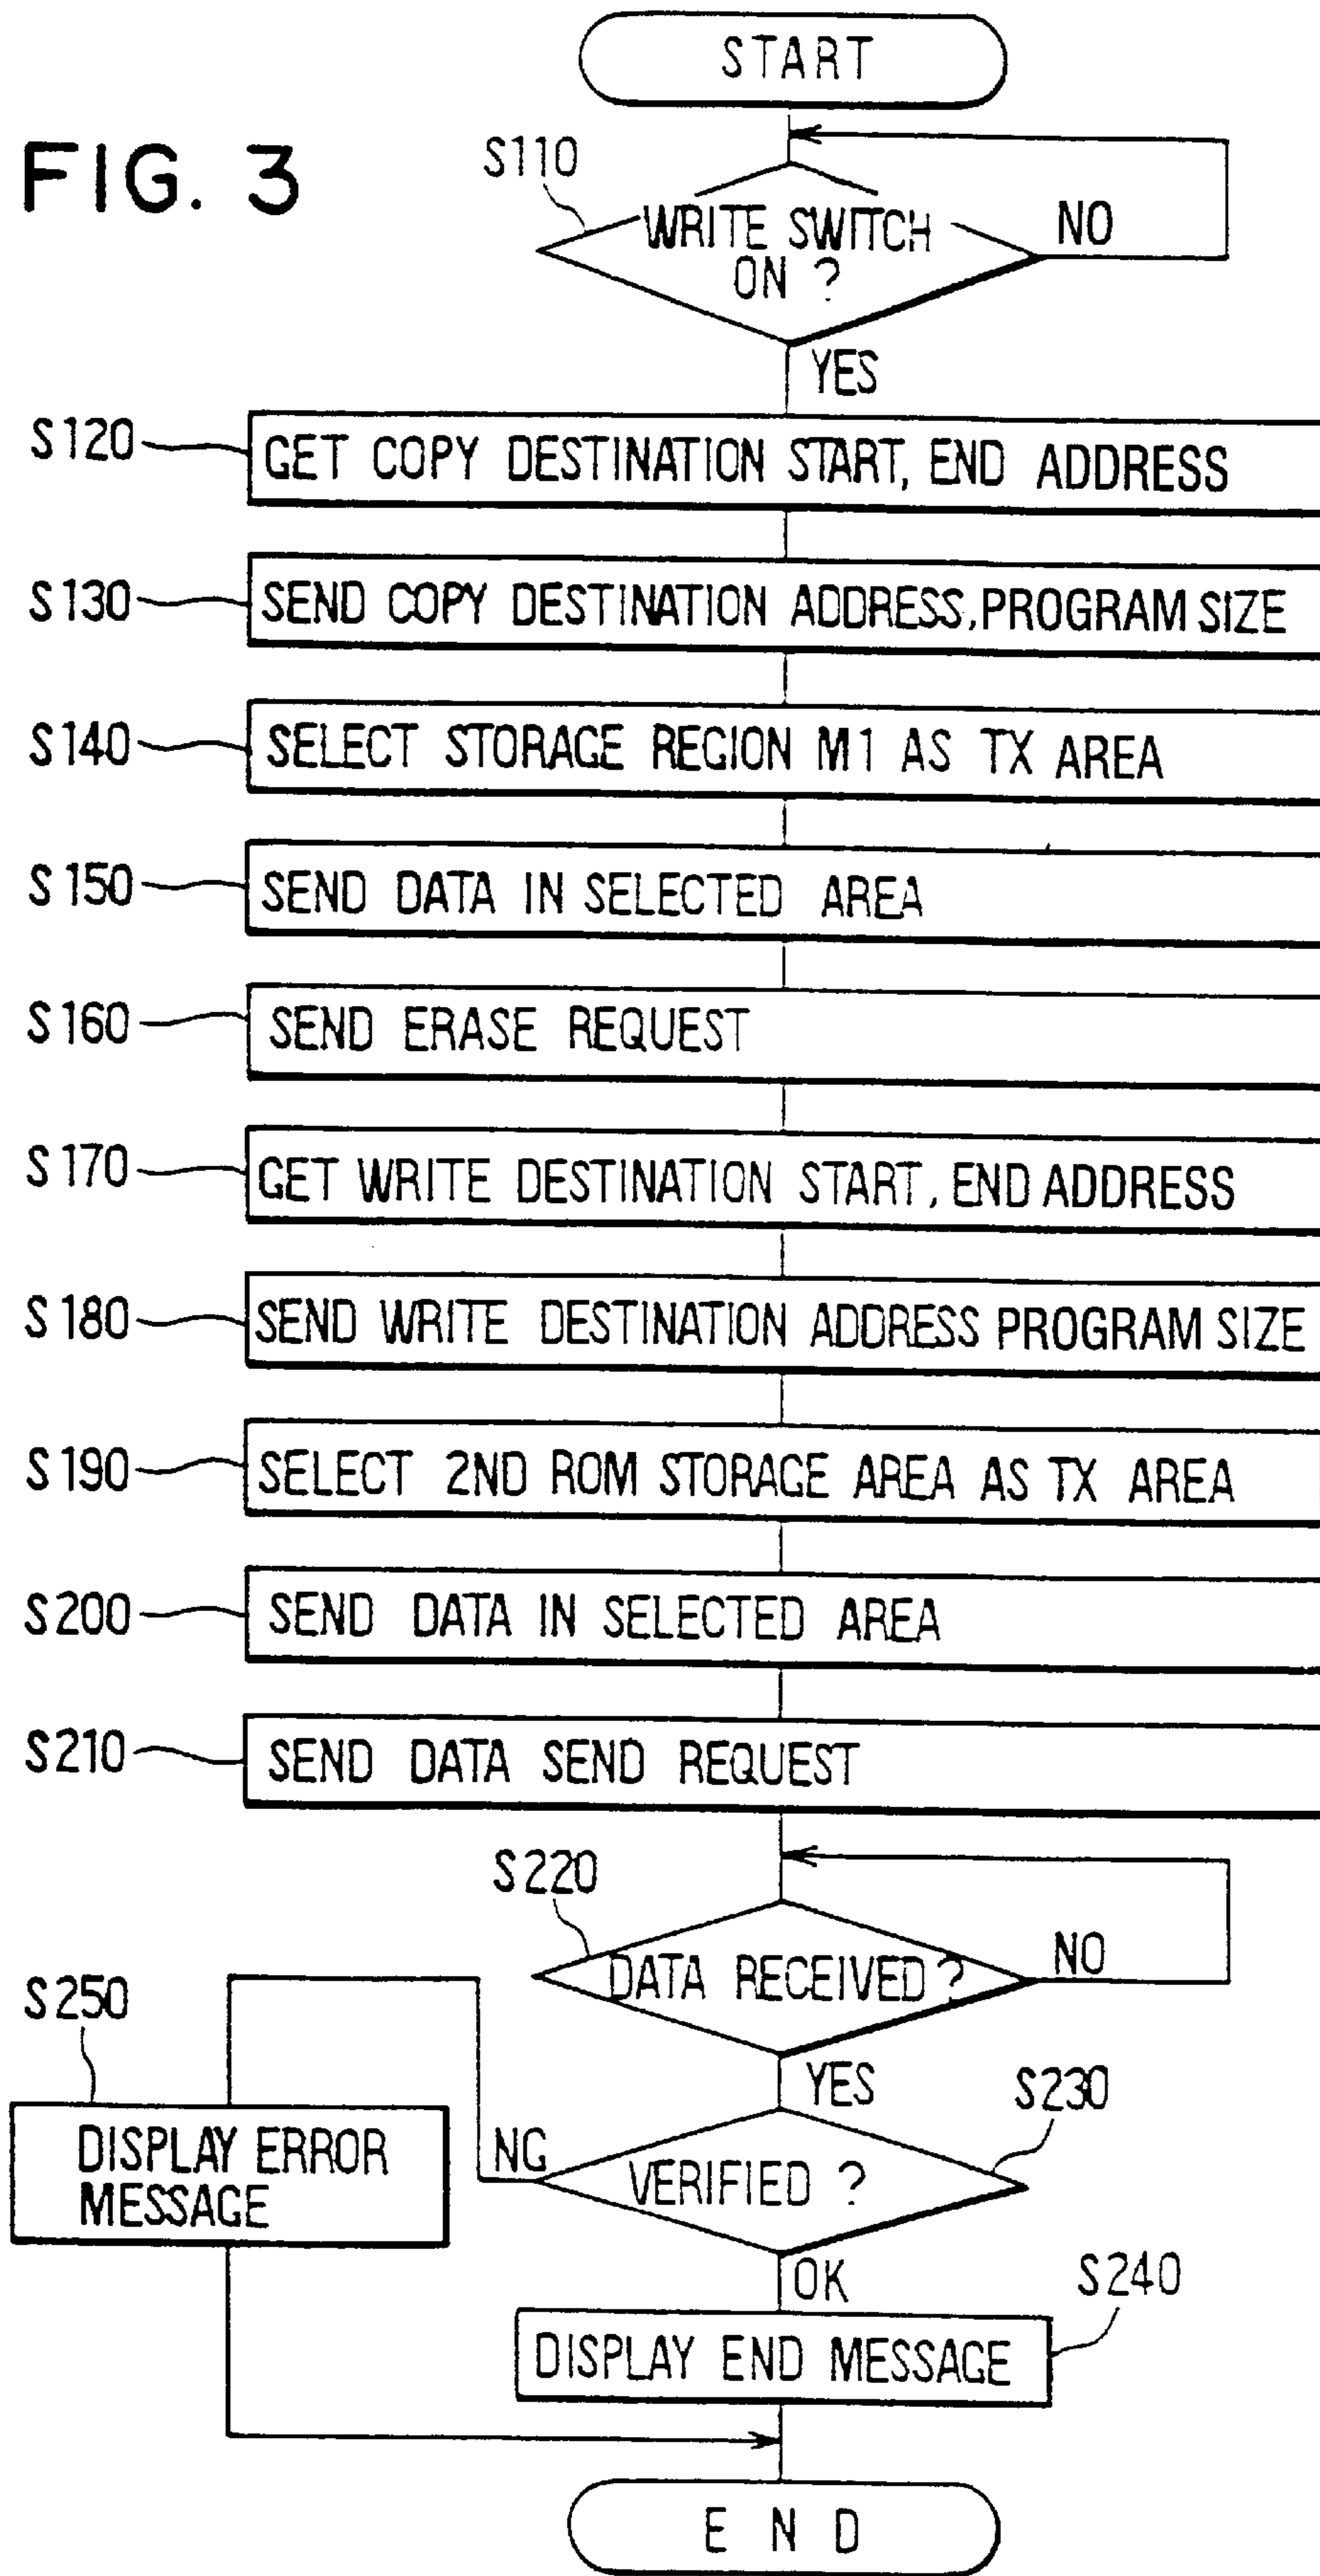 START
FIG. 3
S110
WRITE SWITCH
ON ?
NO
YES
S120
GET COPY DESTINATION START, END ADDRESS
S130
SEND COPY DESTINATION ADDRESS, PROGRAM SIZE
S140
SELECT STORAGE REGION M1 AS TX AREA
S150
SEND DATA IN SELECTED AREA
S160
SEND ERASE REQUEST
S170
GET WRITE DESTINATION START, END ADDRESS
S180
SEND WRITE DESTINATION ADDRESS PROGRAM SIZE
S190
SELECT 2ND ROM STORAGE AREA AS TX AREA
S200
SEND DATA IN SELECTED AREA
S210
SEND DATA SEND REQUEST
S220
DATA RECEIVED ?
NO
YES
S250
DISPLAY ERROR
MESSAGE
NG
S230
VERIFIED ?
OK
S240
DISPLAY END MESSAGE
END